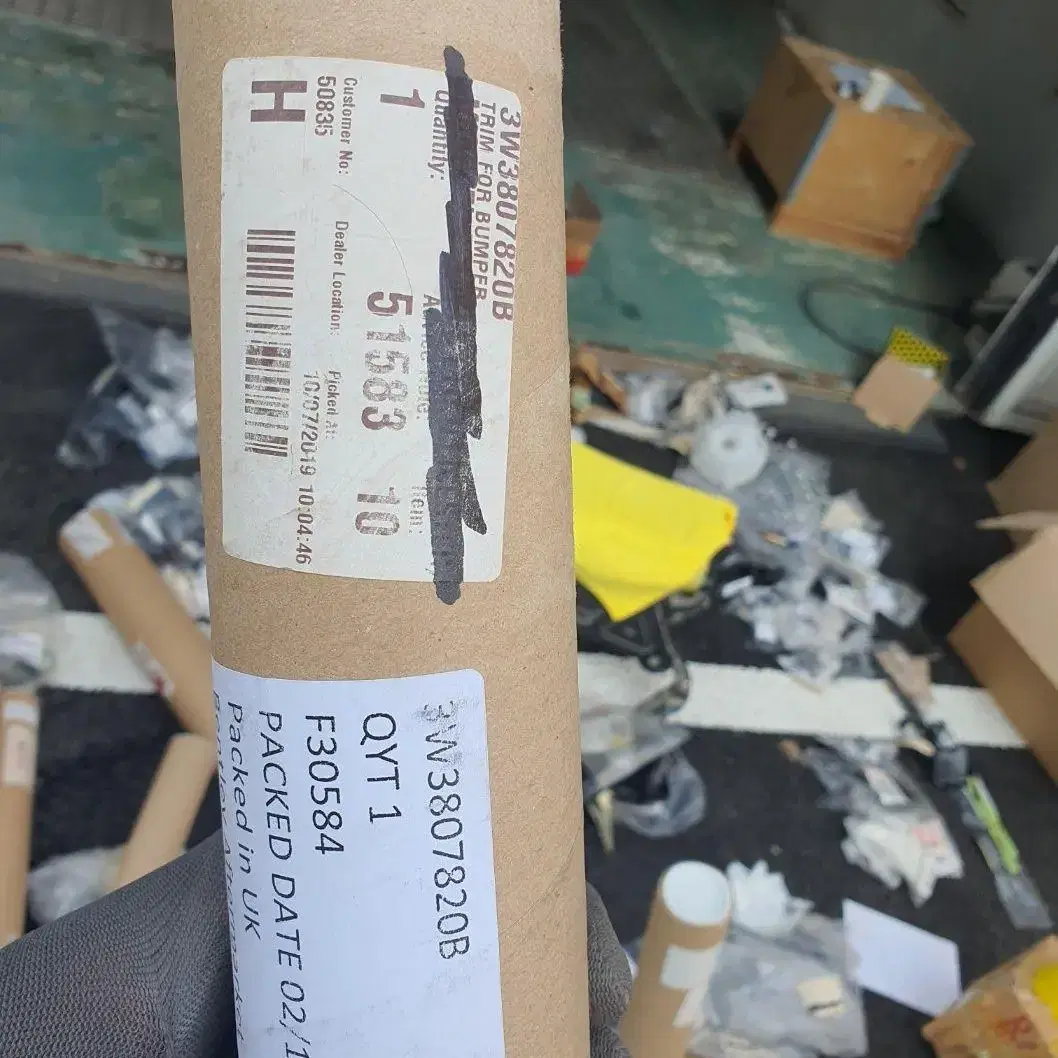 3W3807820B
TRIM FOR BUMPER
Quantity:
1
51583 10
Customer No:
50835
Dealer Location:
Picked At:
10/07/2019 10:04:46
H
3W3807820B
QYT 1
F30584
PACKED DATE 02/1
Packed in UK